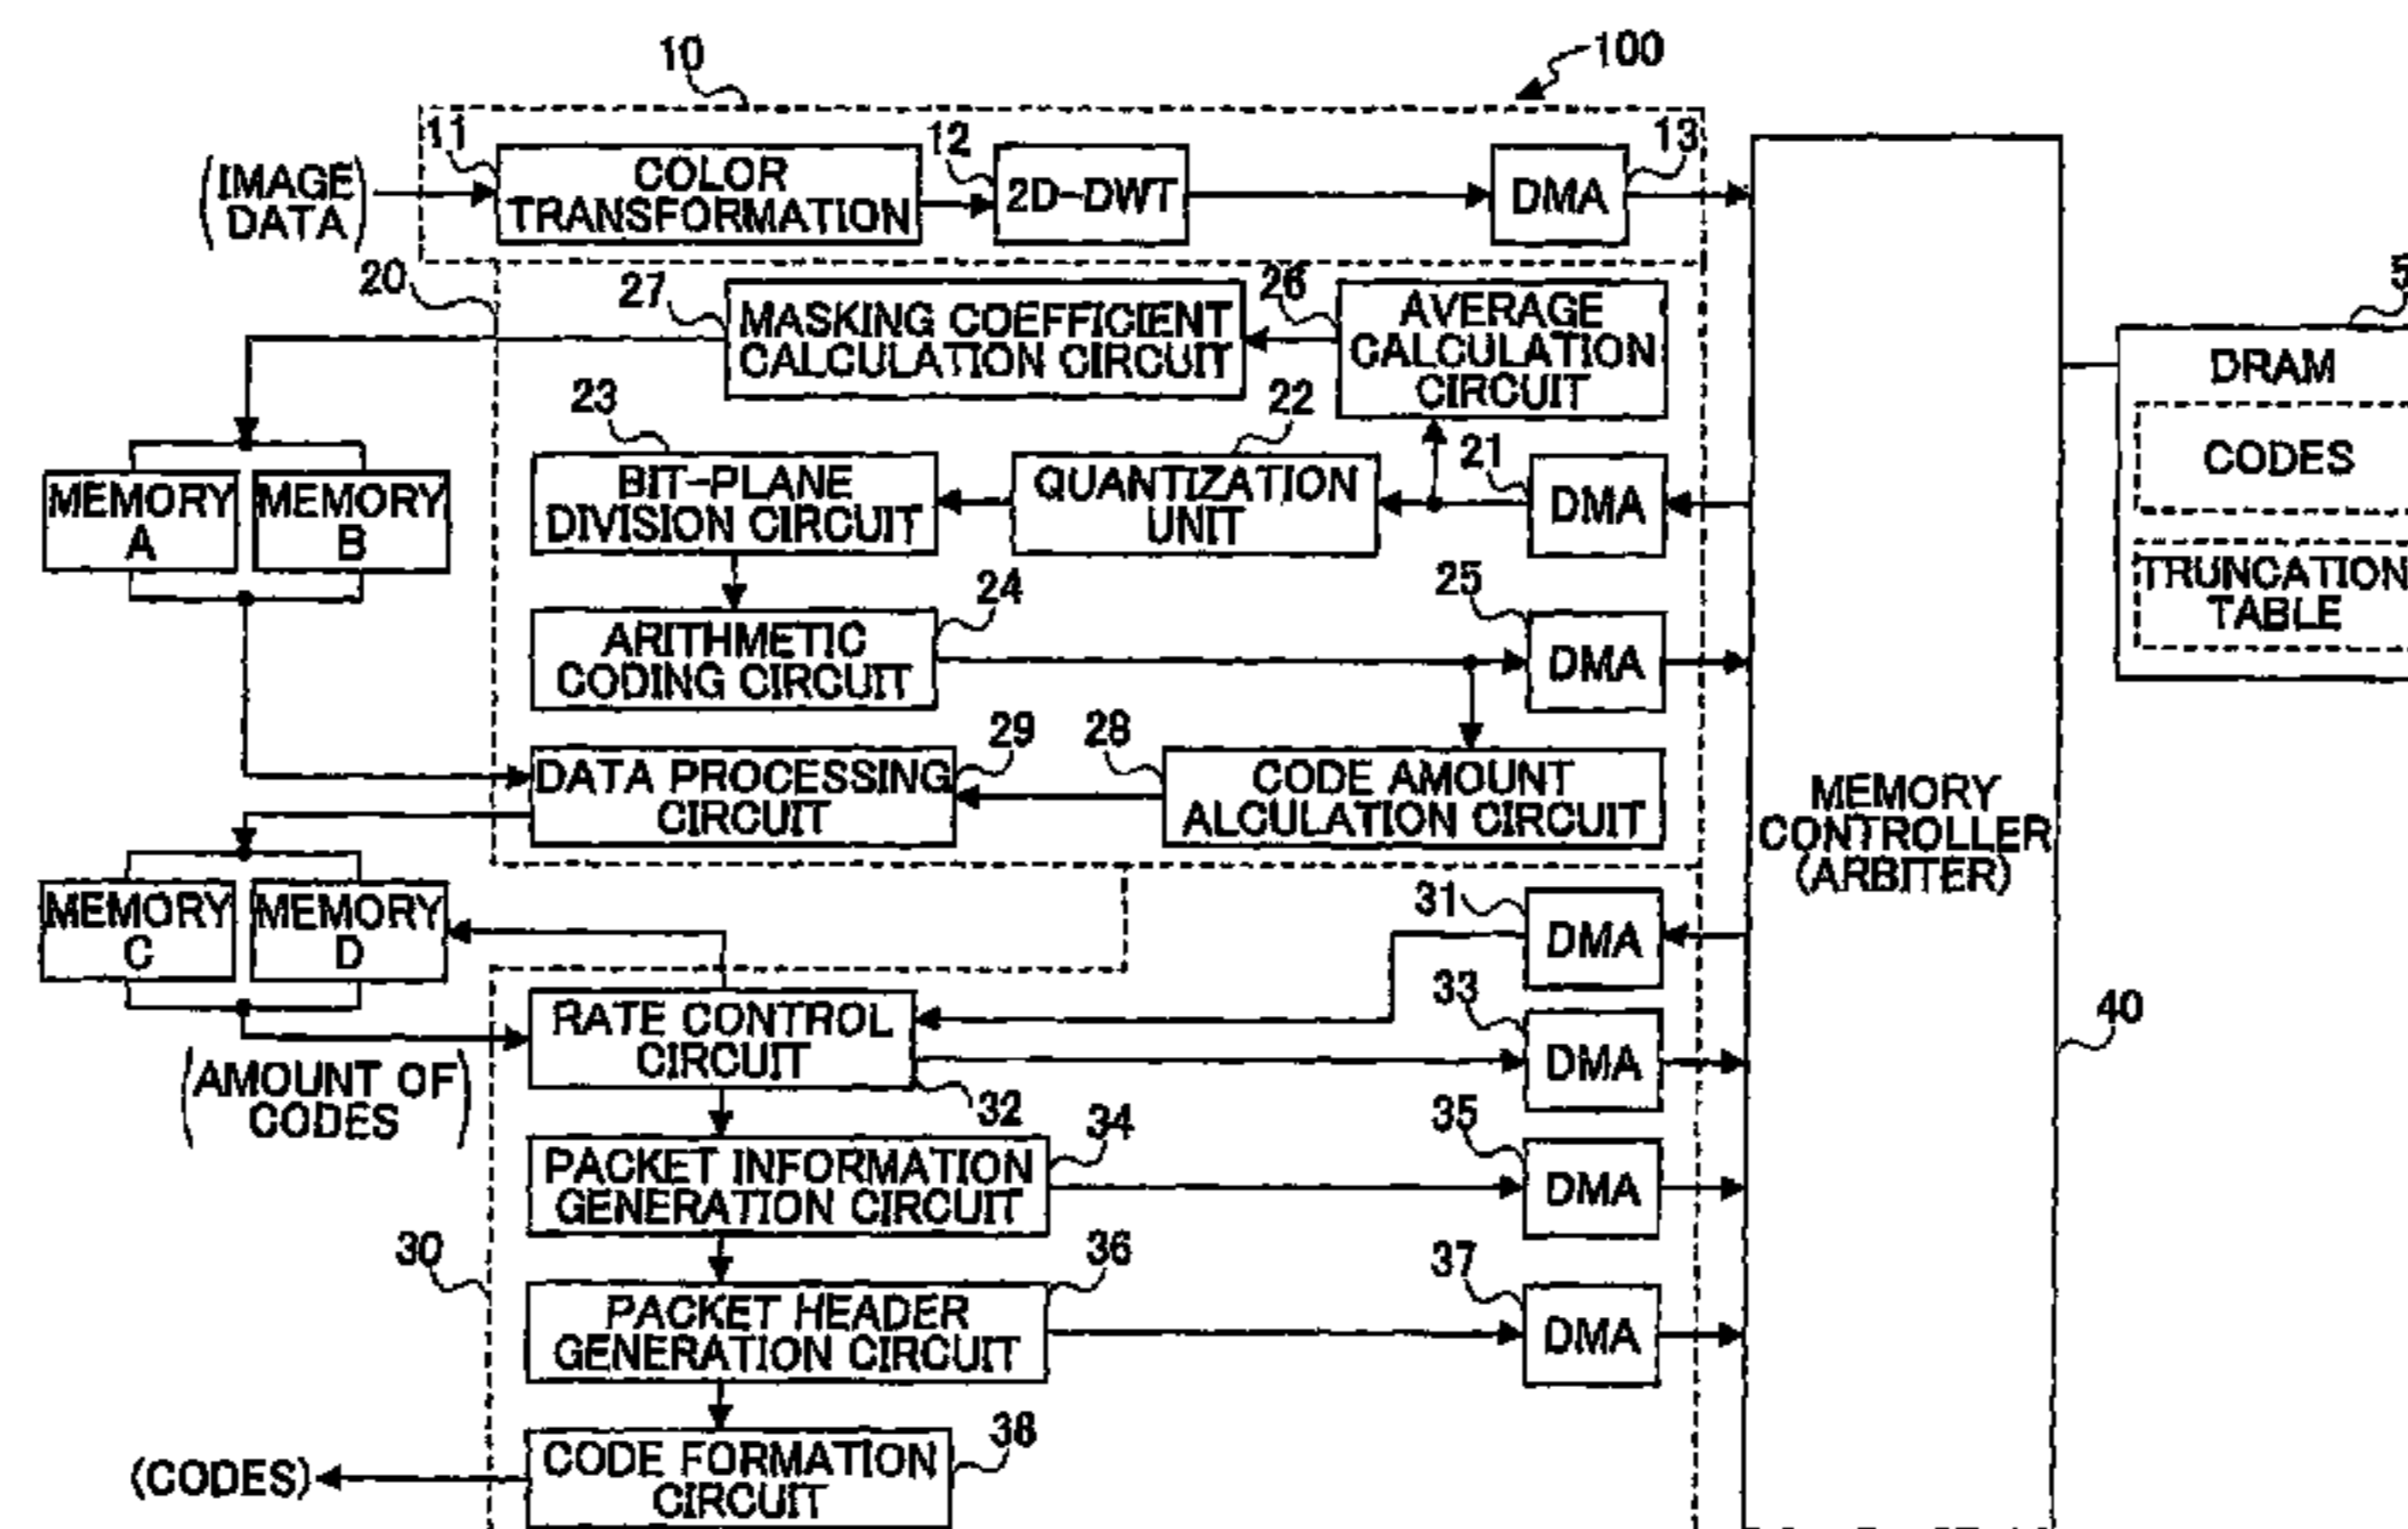 10
100
11
12
13
(IMAGE
DATA)
COLOR
TRANSFORMATION
2D-DWT
DMA
20
27
26
MASKING COEFFICIENT
CALCULATION CIRCUIT
AVERAGE
CALCULATION
CIRCUIT
5
DRAM
CODES
TRUNCATION
TABLE
23
22
21
MEMORY
A
MEMORY
B
BIT-PLANE
DIVISION CIRCUIT
QUANTIZATION
UNIT
DMA
24
25
ARITHMETIC
CODING CIRCUIT
DMA
29
28
DATA PROCESSING
CIRCUIT
CODE AMOUNT
ALCULATION CIRCUIT
MEMORY
CONTROLLER
(ARBITER)
40
MEMORY
C
MEMORY
D
31
DMA
33
RATE CONTROL
CIRCUIT
DMA
32
(AMOUNT OF
CODES)
34
35
PACKET INFORMATION
GENERATION CIRCUIT
DMA
30
36
37
PACKET HEADER
GENERATION CIRCUIT
DMA
38
CODE FORMATION
CIRCUIT
(CODES)